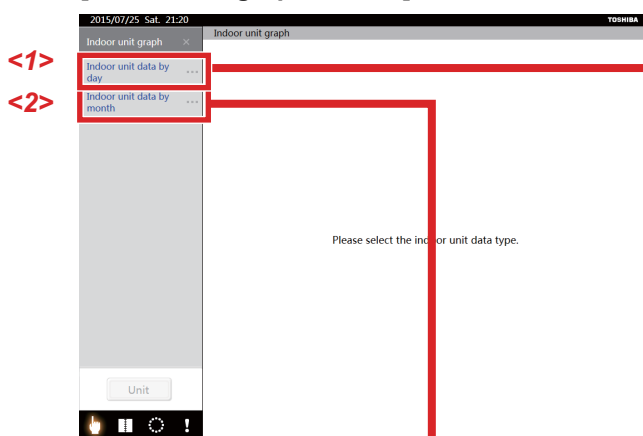 2015/07/25 Sat. 21:20
TOSHIBA
Indoor unit graph ×
Indoor unit graph
<1>
Indoor unit data by
day ...
<2>
Indoor unit data by
month ...
Please select the indoor unit data type.
Unit
!